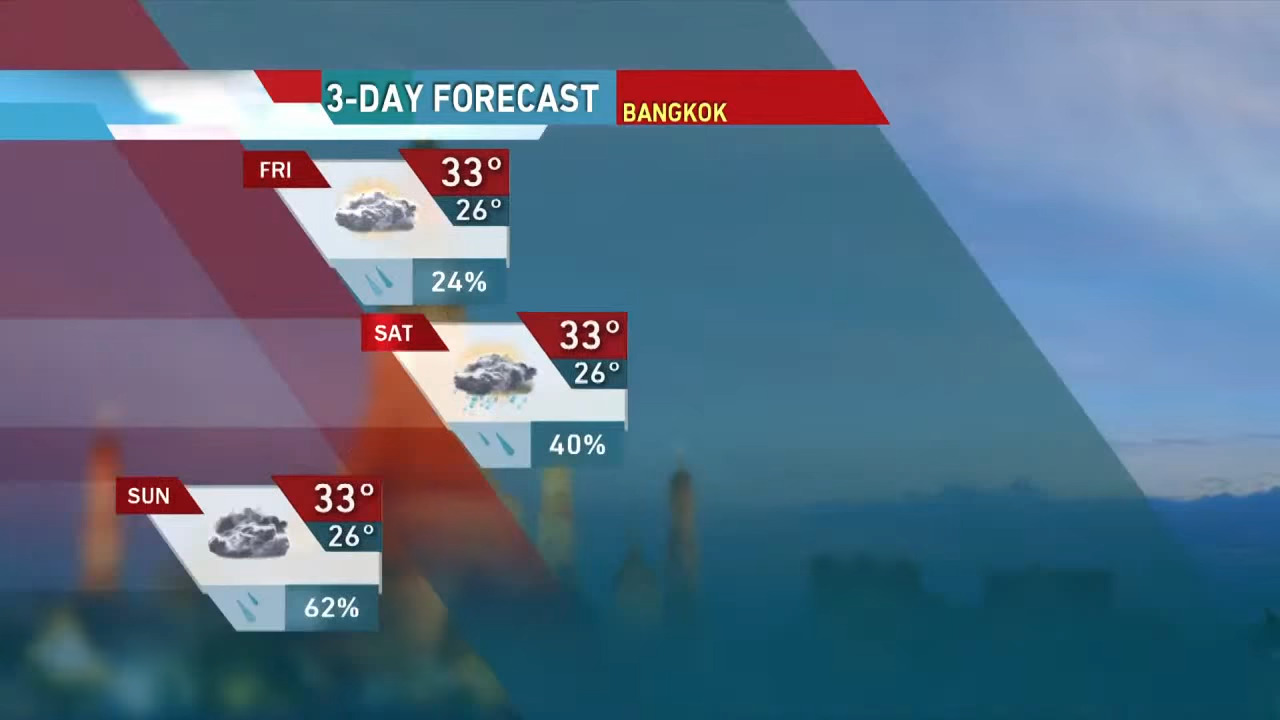 3-DAY FORECAST
BANGKOK
FRI
33°
26°
24%
SAT
33°
26°
40%
SUN
33°
26°
62%